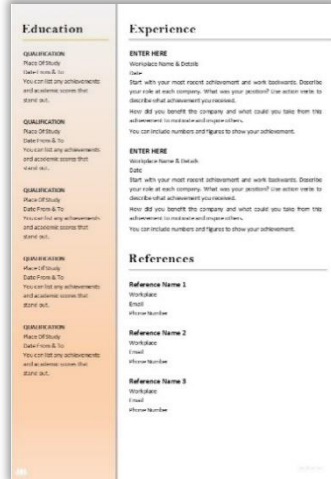 Education
QUALIFICATION
Place Of Study
Date From & To
You can list any achievements
and academic scores that
stand out.
QUALIFICATION
Place Of Study
Date From & To
You can list any achievements
and academic scores that
stand out.
QUALIFICATION
Place Of Study
Date From & To
You can list any achievements
and academic scores that
stand out.
QUALIFICATION
Place Of Study
Date From & To
You can list any achievements
and academic scores that
stand out.
QUALIFICATION
Place Of Study
Date From & To
You can list any achievements
and academic scores that
stand out.
Experience
ENTER HERE
Workplace Name & Details
Date
Start with your most recent achievement and work backwards. Describe
your role at each company. What was your position? Use action verbs to
describe what achievement you received.
How did you benefit the company and what could you take from this
achievement to motivate and inspire others.
You can include numbers and figures to show your achievement.
ENTER HERE
Workplace Name & Details
Date
Start with your most recent achievement and work backwards. Describe
your role at each company. What was your position? Use action verbs to
describe what achievement you received.
How did you benefit the company and what could you take from this
achievement to motivate and inspire others.
You can include numbers and figures to show your achievement.
References
Reference Name 1
Workplace
Email
Phone Number
Reference Name 2
Workplace
Email
Phone Number
Reference Name 3
Workplace
Email
Phone Number